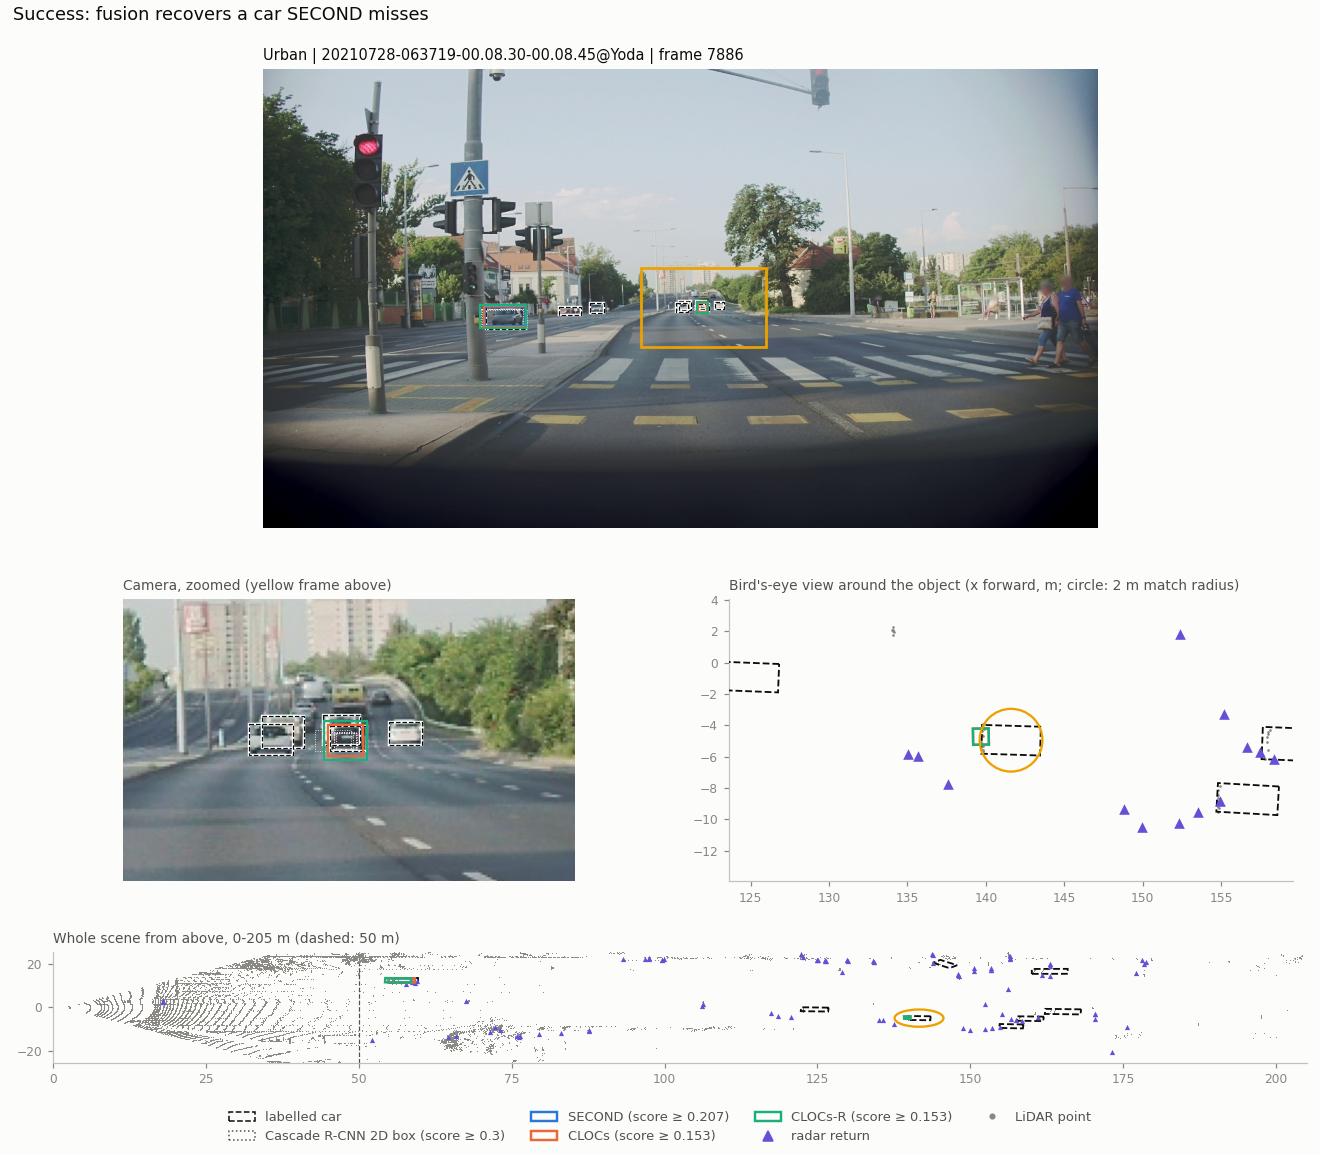 Success: fusion recovers a car SECOND misses
Urban | 20210728-063719-00.08.30-00.08.45@Yoda | frame 7886
Camera, zoomed (yellow frame above)
Bird's-eye view around the object (x forward, m; circle: 2 m match radius)
4
2
0
−2
−4
−6
−8
−10
−12
125 130 135 140 145 150 155
Whole scene from above, 0-205 m (dashed: 50 m)
20
0
−20
0 25 50 75 100 125 150 175 200
labelled car SECOND (score ≥ 0.207) CLOCs-R (score ≥ 0.153) LiDAR point
Cascade R-CNN 2D box (score ≥ 0.3) CLOCs (score ≥ 0.153) radar return